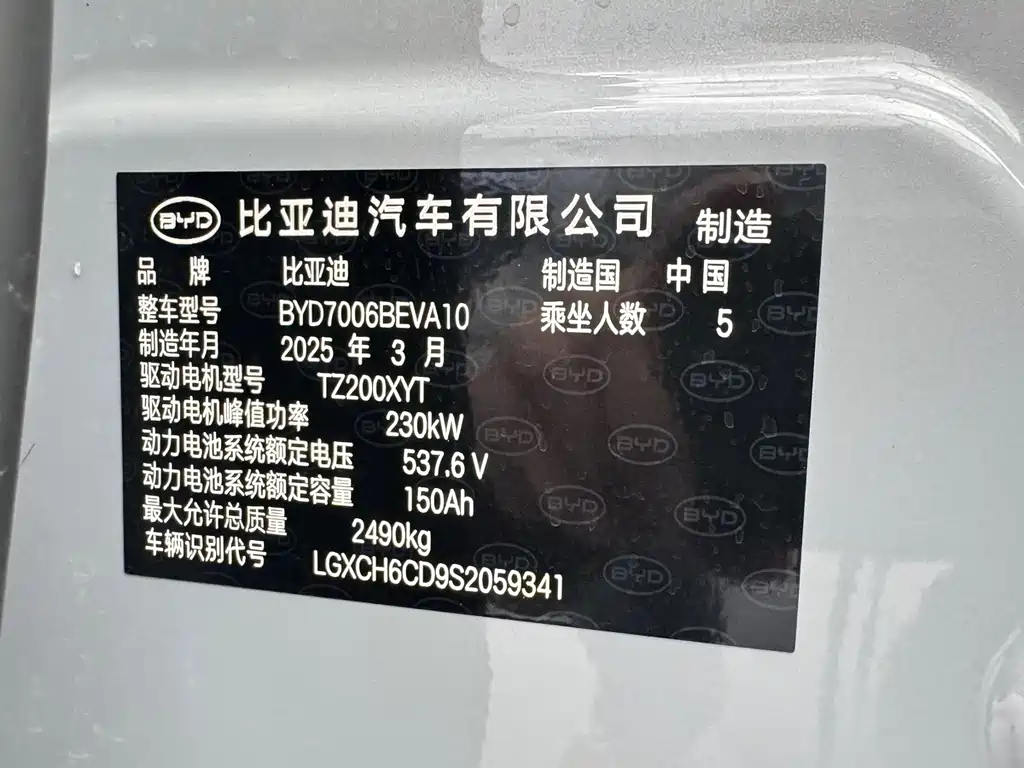 BYD 比亚迪汽车有限公司 制造
品 牌 比亚迪 制造国 中国
整车型号 BYD7006BEVA10 乘坐人数 5
制造年月 2025 年 3 月
驱动电机型号 TZ200XYT
驱动电机峰值功率 230kW
动力电池系统额定电压 537.6 V
动力电池系统额定容量 150Ah
最大允许总质量 2490kg
车辆识别代号 LGXCH6CD9S2059341